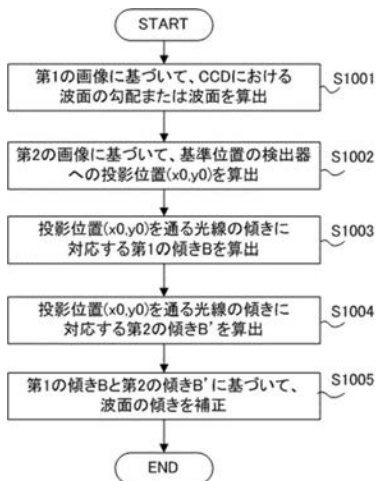 START
第1の画像に基づいて、CCDにおける
波面の勾配または波面を算出
S1001
第2の画像に基づいて、基準位置の検出器
への投影位置(x0,y0)を算出
S1002
投影位置(x0,y0)を通る光線の傾きに
対応する第1の傾きBを算出
S1003
投影位置(x0,y0)を通る光線の傾きに
対応する第2の傾きB'を算出
S1004
第1の傾きBと第2の傾きB'に基づいて、
波面の傾きを補正
S1005
END